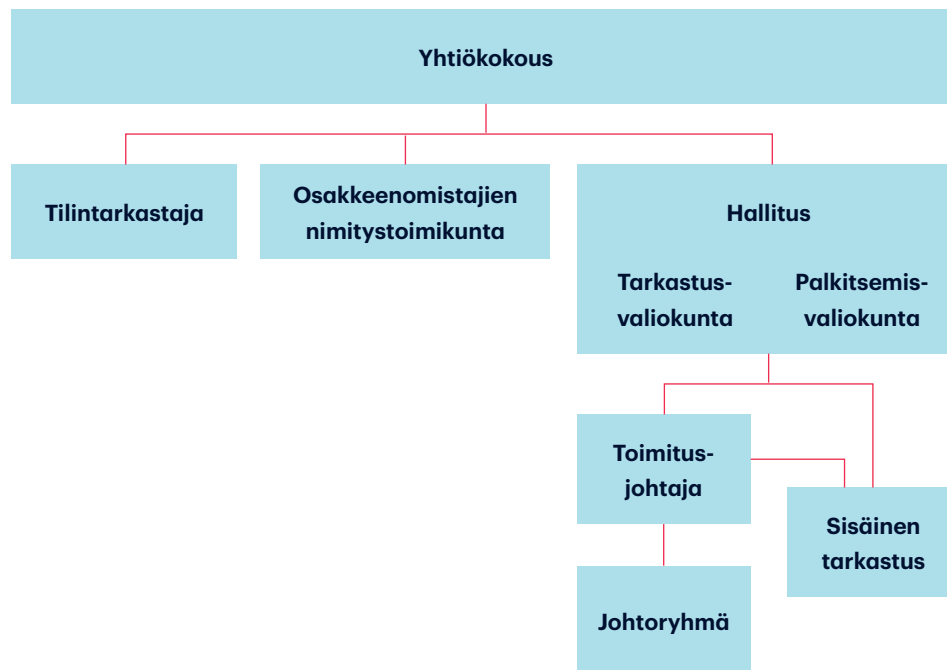 Yhtiökokous
Tilintarkastaja
Osakkeenomistajien
nimitystoimikunta
Hallitus
Tarkastus-
valiokunta
Palkitsemis-
valiokunta
Toimitus-
johtaja
Sisäinen
tarkastus
Johtoryhmä